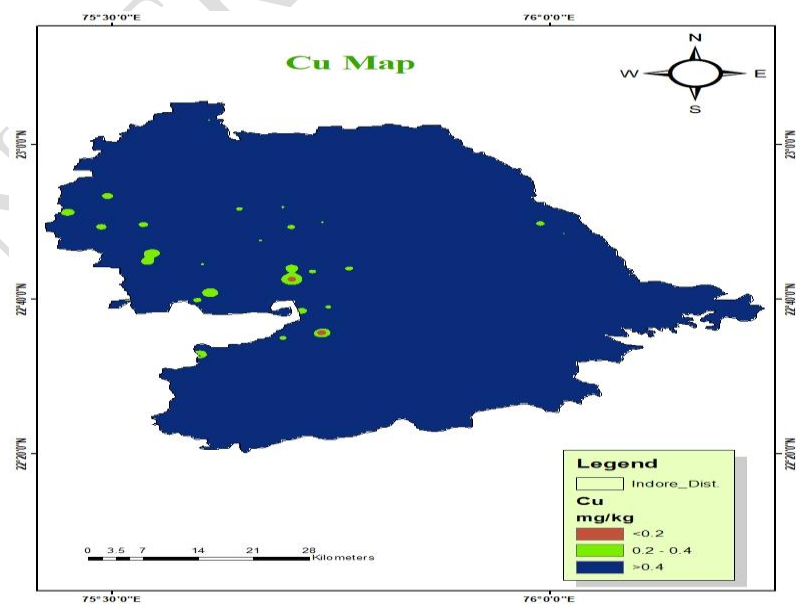 75°30'0"E 76°0'0"E
Cu Map
N
W E
S
23°0'0"N 23°0'0"N
22°40'0"N 22°40'0"N
22°20'0"N 22°20'0"N
Legend
Indore_Dist.
Cu
mg/kg
<0.2
0.2 - 0.4
>0.4
0 3.5 7 14 21 28
Kilometers
75°30'0"E 76°0'0"E